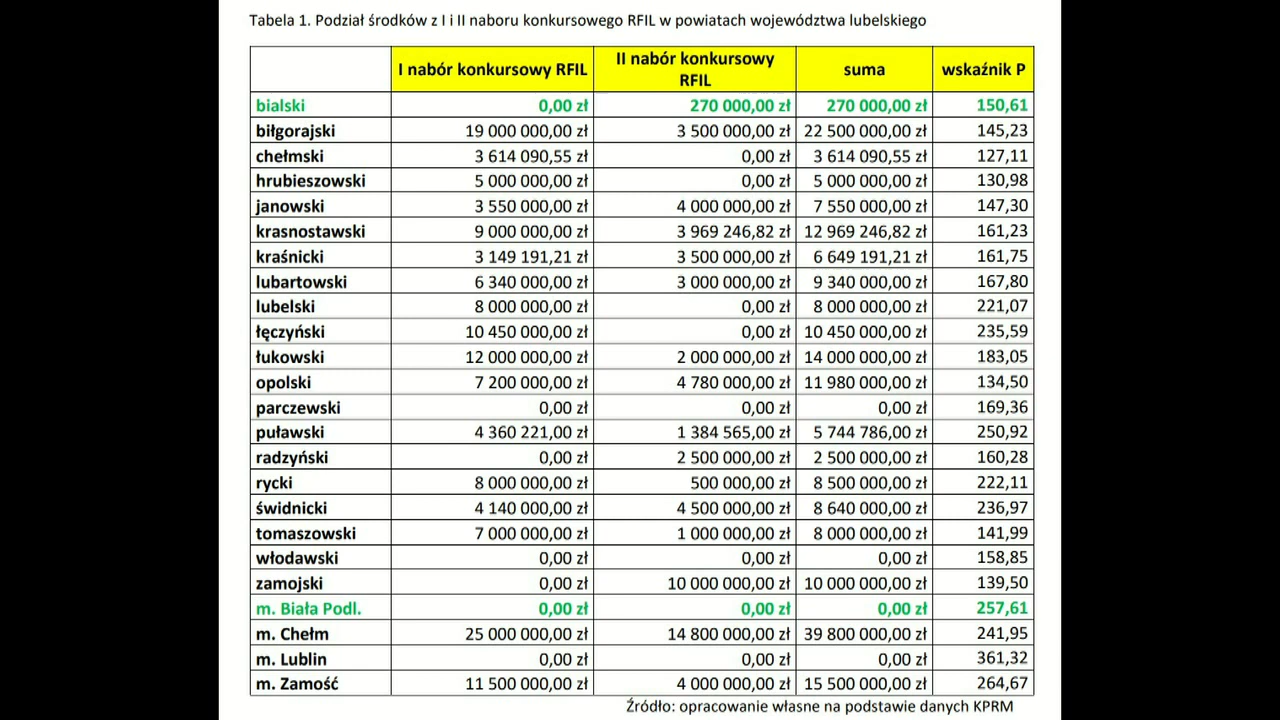 Tabela 1. Podział środków z I i II naboru konkursowego RFIL w powiatach województwa lubelskiego
I nabór konkursowy RFIL II nabór konkursowy RFIL suma wskaźnik P
bialski 0,00 zł 270 000,00 zł 270 000,00 zł 150,61
biłgorajski 19 000 000,00 zł 3 500 000,00 zł 22 500 000,00 zł 145,23
chełmski 3 614 090,55 zł 0,00 zł 3 614 090,55 zł 127,11
hrubieszowski 5 000 000,00 zł 0,00 zł 5 000 000,00 zł 130,98
janowski 3 550 000,00 zł 4 000 000,00 zł 7 550 000,00 zł 147,30
krasnostawski 9 000 000,00 zł 3 969 246,82 zł 12 969 246,82 zł 161,23
kraśnicki 3 149 191,21 zł 3 500 000,00 zł 6 649 191,21 zł 161,75
lubartowski 6 340 000,00 zł 3 000 000,00 zł 9 340 000,00 zł 167,80
lubelski 8 000 000,00 zł 0,00 zł 8 000 000,00 zł 221,07
łęczyński 10 450 000,00 zł 0,00 zł 10 450 000,00 zł 235,59
łukowski 12 000 000,00 zł 2 000 000,00 zł 14 000 000,00 zł 183,05
opolski 7 200 000,00 zł 4 780 000,00 zł 11 980 000,00 zł 134,50
parczewski 0,00 zł 0,00 zł 0,00 zł 169,36
puławski 4 360 221,00 zł 1 384 565,00 zł 5 744 786,00 zł 250,92
radzyński 0,00 zł 2 500 000,00 zł 2 500 000,00 zł 160,28
rycki 8 000 000,00 zł 500 000,00 zł 8 500 000,00 zł 222,11
świdnicki 4 140 000,00 zł 4 500 000,00 zł 8 640 000,00 zł 236,97
tomaszowski 7 000 000,00 zł 1 000 000,00 zł 8 000 000,00 zł 141,99
włodawski 0,00 zł 0,00 zł 0,00 zł 158,85
zamojski 0,00 zł 10 000 000,00 zł 10 000 000,00 zł 139,50
m. Biała Podl. 0,00 zł 0,00 zł 0,00 zł 257,61
m. Chełm 25 000 000,00 zł 14 800 000,00 zł 39 800 000,00 zł 241,95
m. Lublin 0,00 zł 0,00 zł 0,00 zł 361,32
m. Zamość 11 500 000,00 zł 4 000 000,00 zł 15 500 000,00 zł 264,67
Źródło: opracowanie własne na podstawie danych KPRM